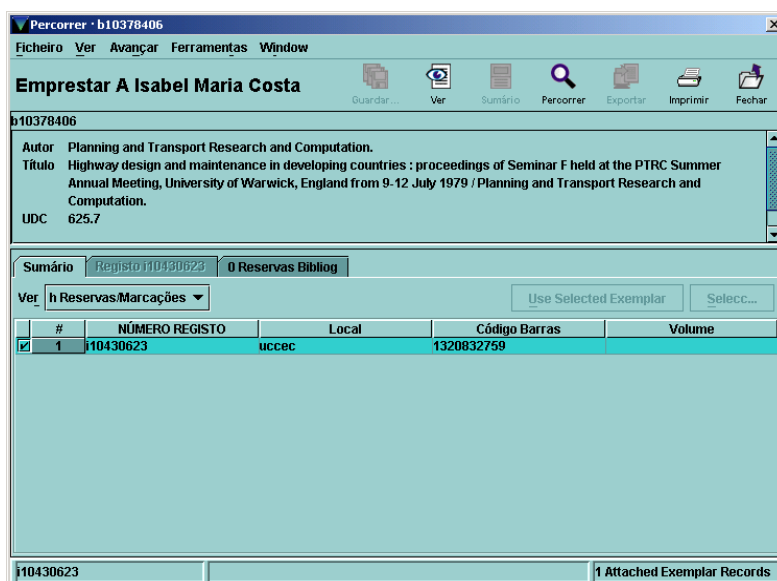 Percorrer · b10378406
Ficheiro Ver Avançar Ferramentas Window
Emprestar A Isabel Maria Costa
Guardar... Ver Sumário Percorrer Exportar Imprimir Fechar
b10378406
Autor Planning and Transport Research and Computation.
Título Highway design and maintenance in developing countries : proceedings of Seminar F held at the PTRC Summer
Annual Meeting, University of Warwick, England from 9-12 July 1979 / Planning and Transport Research and
Computation.
UDC 625.7
Sumário Registo i10430623 0 Reservas Bibliog
Ver h Reservas/Marcações Use Selected Exemplar Selecc...
# NÚMERO REGISTO Local Código Barras Volume
1 i10430623 uccec 1320832759
i10430623 1 Attached Exemplar Records